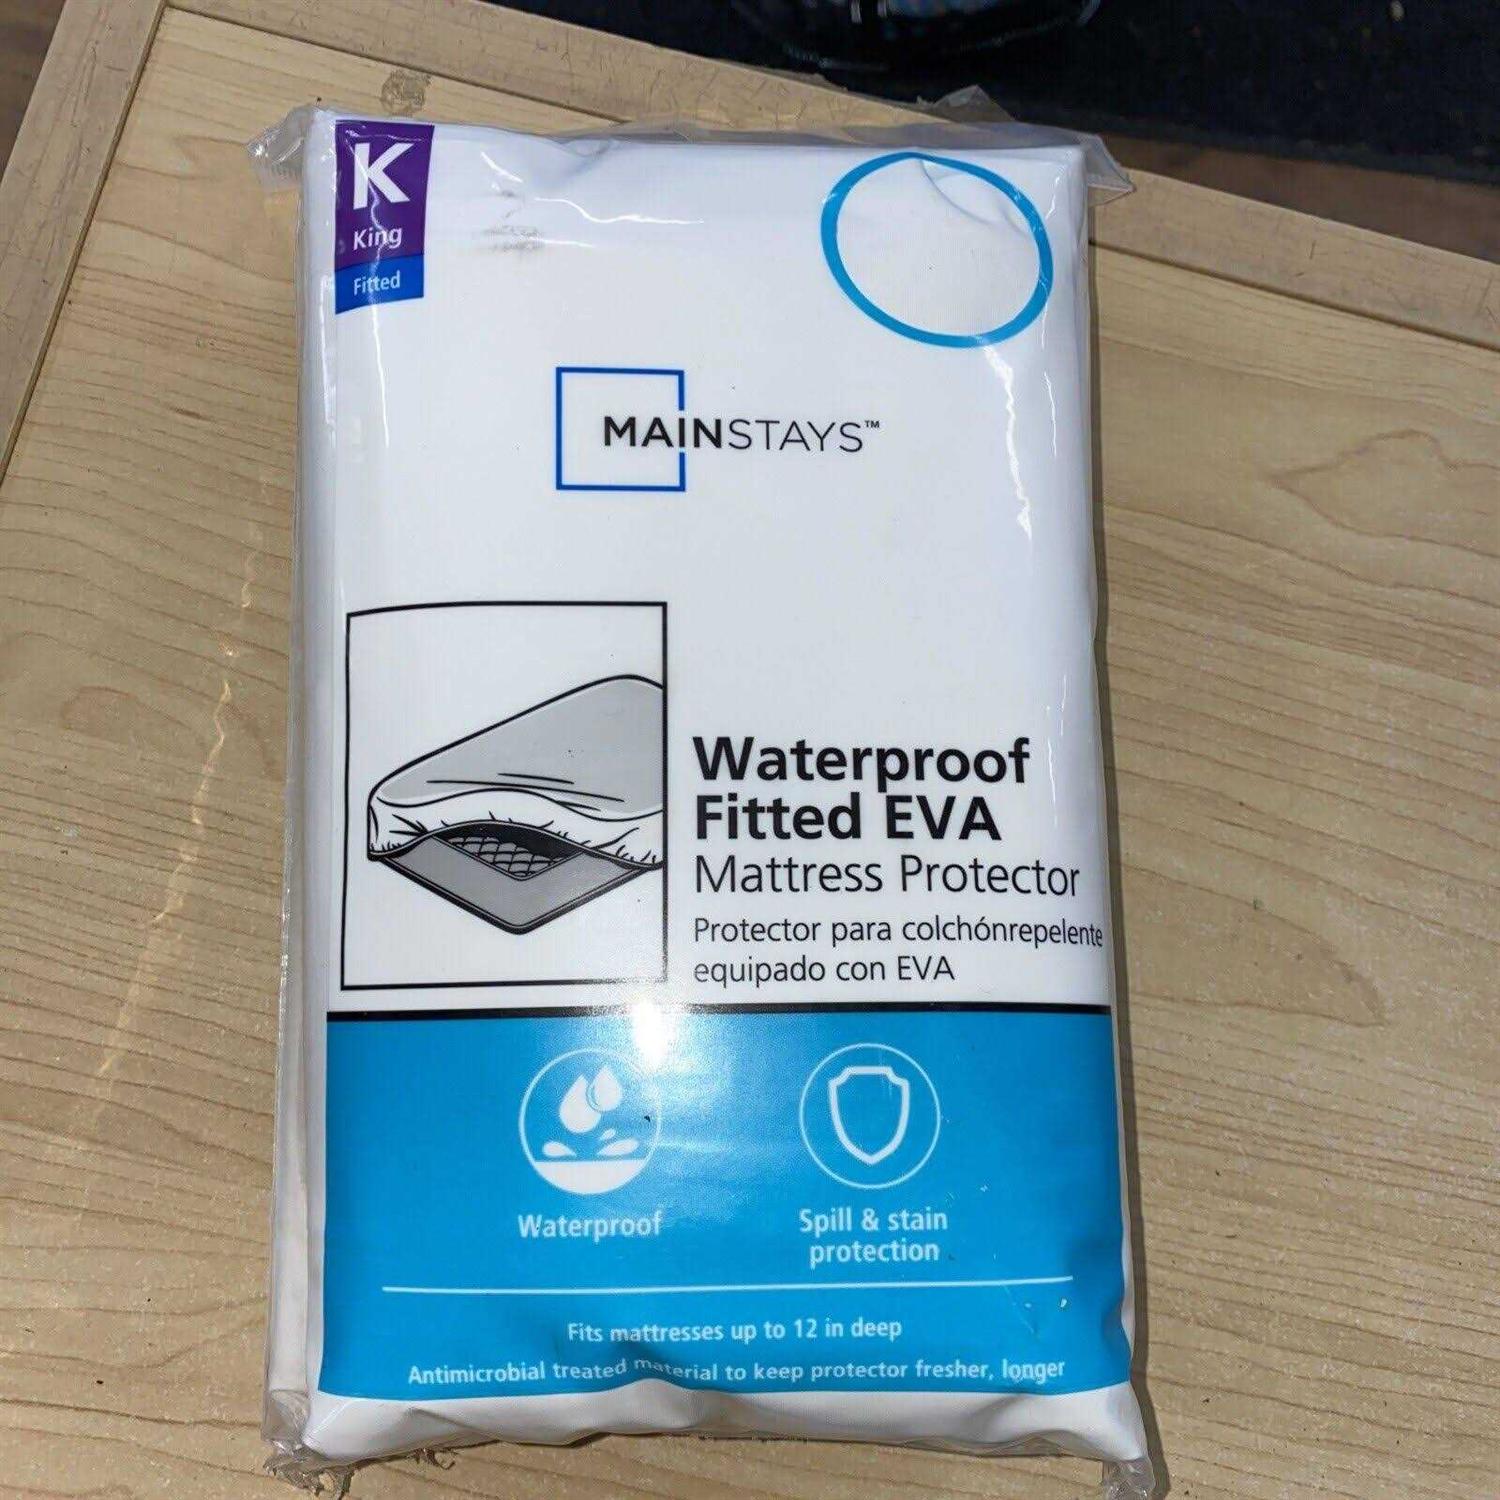 K
King
Fitted
MAINSTAYS™
Waterproof
Fitted EVA
Mattress Protector
Protector para colchónrepelente
equipado con EVA
Waterproof
Spill & stain
protection
Fits mattresses up to 12 in deep
Antimicrobial treated material to keep protector fresher, longer